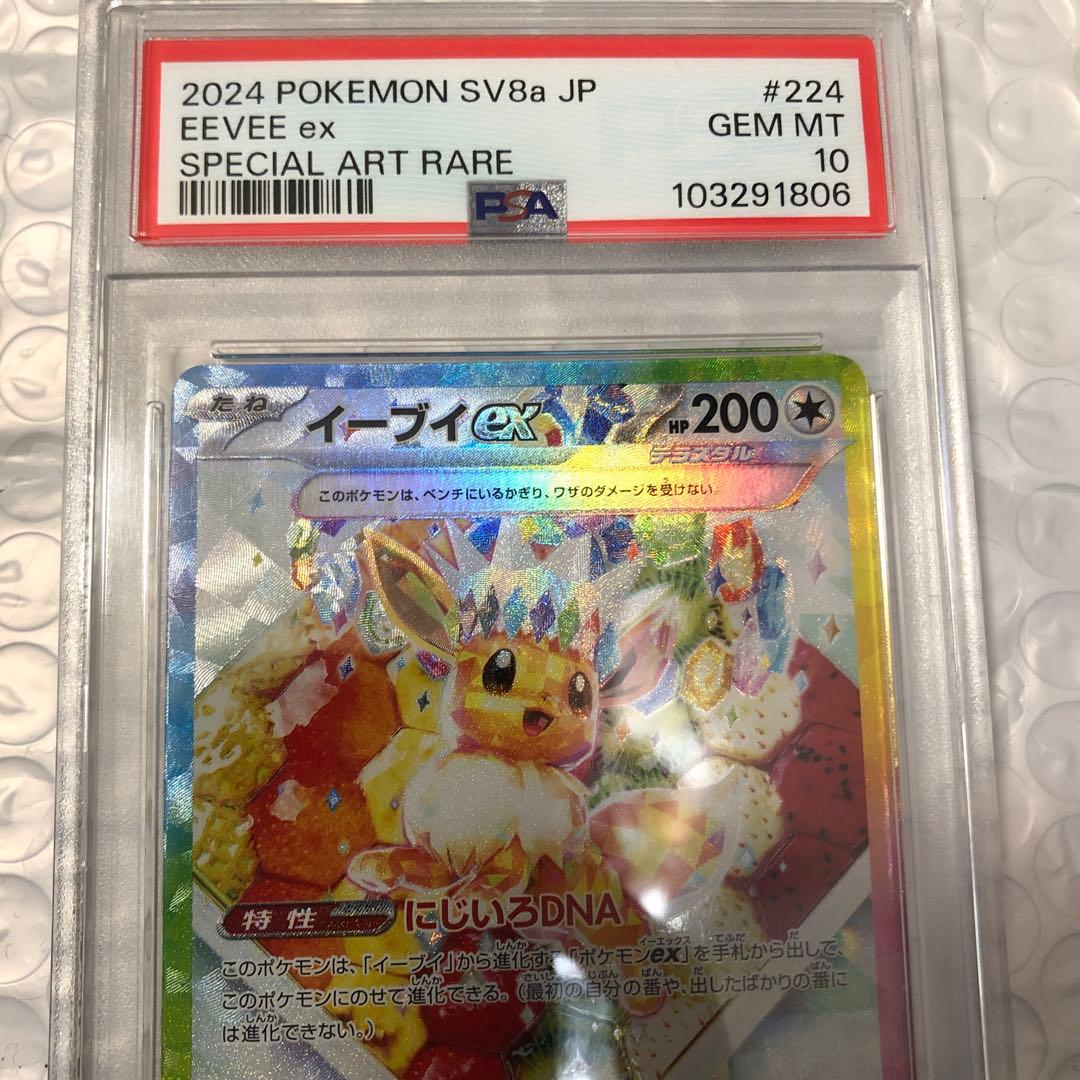 2024 POKEMON SV8a JP #224
EEVEE ex GEM MT
SPECIAL ART RARE 10
PSA 103291806
たね イーブイex HP200
テラスタル
このポケモンは、ベンチにいるかぎり、ワザのダメージを受けない。
特性 にじいろDNA
このポケモンは、「イーブイ」から進化する「ポケモンex」を手札から出して、
このポケモンにのせて進化できる。（最初の自分の番や、出したばかりの番に
は進化できない。）